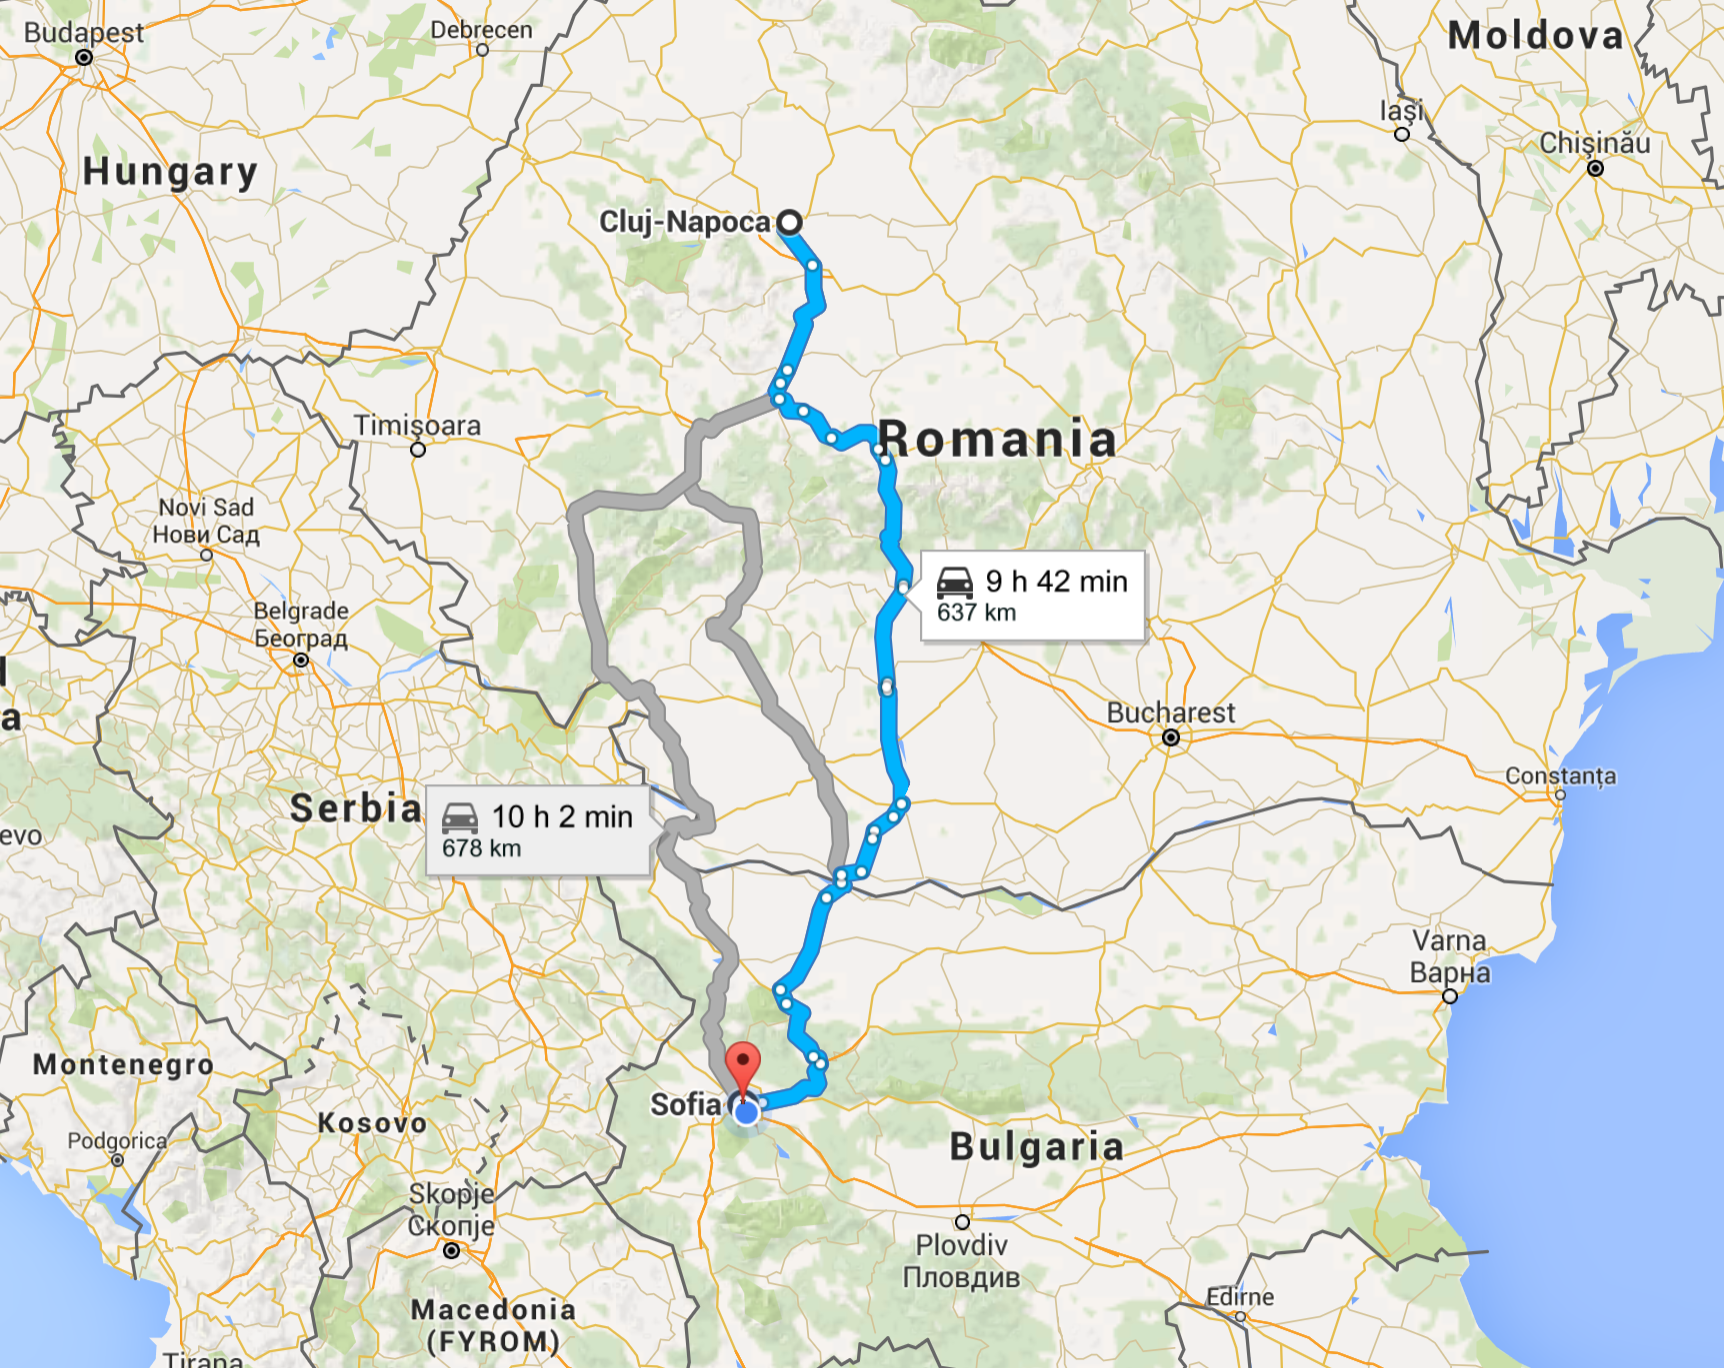 Budapest
Debrecen
Moldova
Iași
Chișinău
Hungary
Cluj-Napoca
Timișoara
Romania
Novi Sad
Нови Сад
9 h 42 min
637 km
Belgrade
Београд
Bucharest
Constanța
Serbia
10 h 2 min
678 km
evo
Varna
Варна
Montenegro
Sofia
Kosovo
Podgorica
Bulgaria
Skopje
Скопје
Plovdiv
Пловдив
Edirne
Macedonia
(FYROM)
Tirana